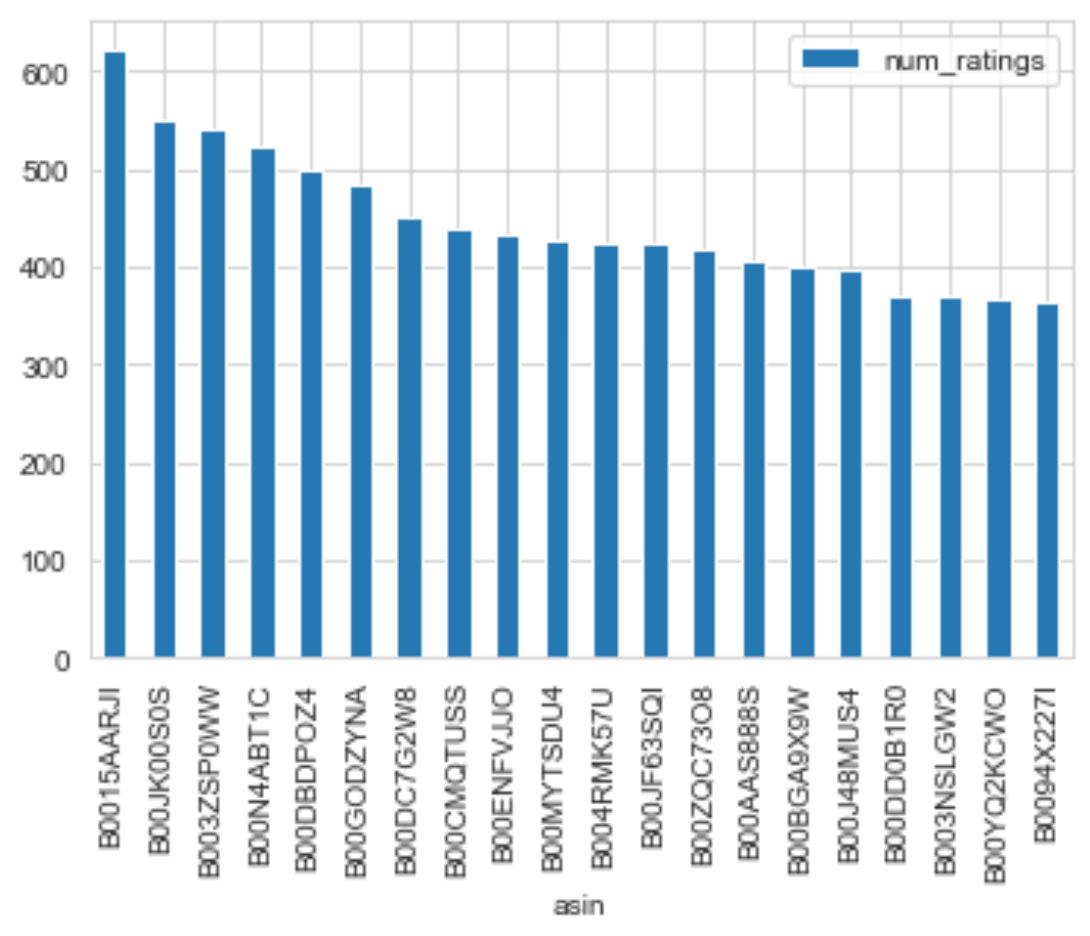 num_ratings
600
500
400
300
200
100
0
B0015AARJI
B00JK00S0S
B003ZSP0WW
B00N4ABT1C
B00DBDPOZ4
B00GODZYNA
B00DC7G2W8
B00CMQTUSS
B00ENFVJJO
B00MYTSDU4
B004RMK57U
B00JF63SQI
B00ZQC73O8
B00AAS888S
B00BGA9X9W
B00J48MUS4
B00DD0B1R0
B003NSLGW2
B00YQ2KCWO
B0094X227I
asin